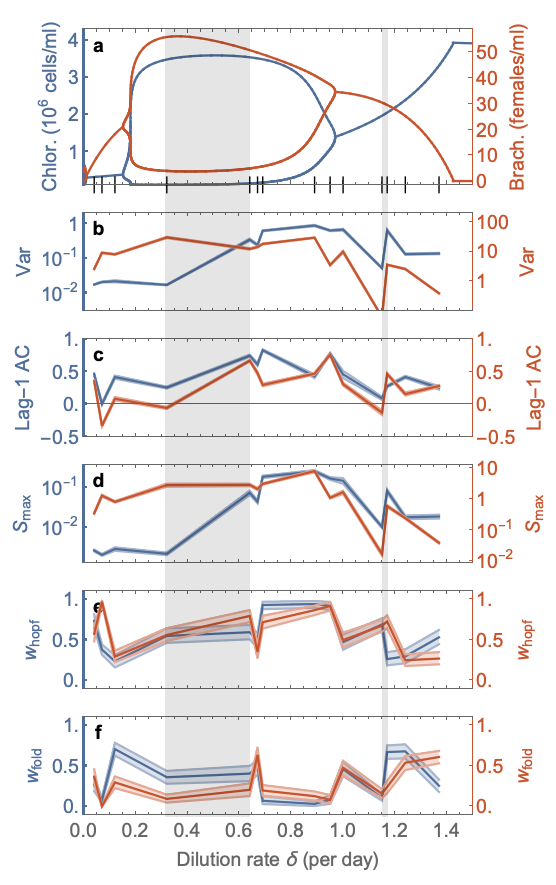 a
Chlor. (10⁶ cells/ml)
4
3
2
1
Brach. (females/ml)
50
40
30
20
10
0
b
Var
1
10⁻¹
10⁻²
Var
100
10
1
c
Lag−1 AC
1.
0.5
0.
−0.5
Lag−1 AC
1.
0.5
0.
−0.5
d
Sₘₐₓ
10⁻¹
10⁻²
Sₘₐₓ
10
1
10⁻¹
10⁻²
e
w_hopf
1.
0.5
0.
w_hopf
1.
0.5
0.
f
w_fold
1.
0.5
0.
w_fold
1.
0.5
0.
0.0 0.2 0.4 0.6 0.8 1.0 1.2 1.4
Dilution rate δ (per day)